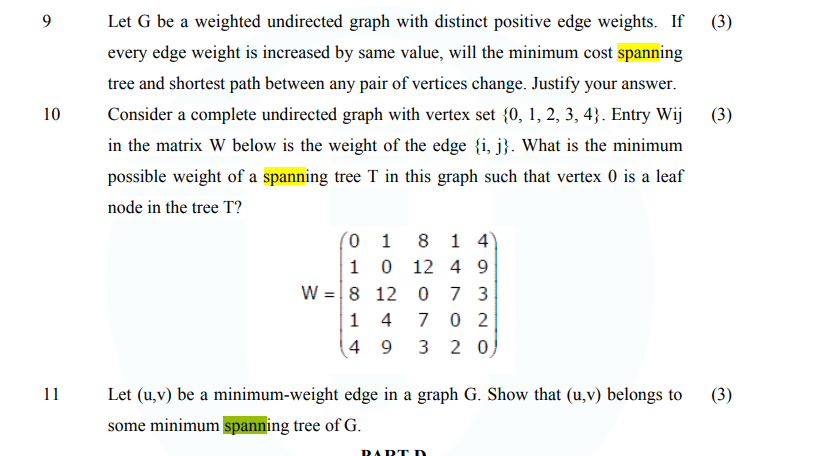 9 Let G be a weighted undirected graph with distinct positive edge weights. If (3)
every edge weight is increased by same value, will the minimum cost spanning
tree and shortest path between any pair of vertices change. Justify your answer.
10 Consider a complete undirected graph with vertex set {0, 1, 2, 3, 4}. Entry Wij (3)
in the matrix W below is the weight of the edge {i, j}. What is the minimum
possible weight of a spanning tree T in this graph such that vertex 0 is a leaf
node in the tree T?
0 1 8 1 4
1 0 12 4 9
W = 8 12 0 7 3
1 4 7 0 2
4 9 3 2 0
11 Let (u,v) be a minimum-weight edge in a graph G. Show that (u,v) belongs to (3)
some minimum spanning tree of G.
PART D